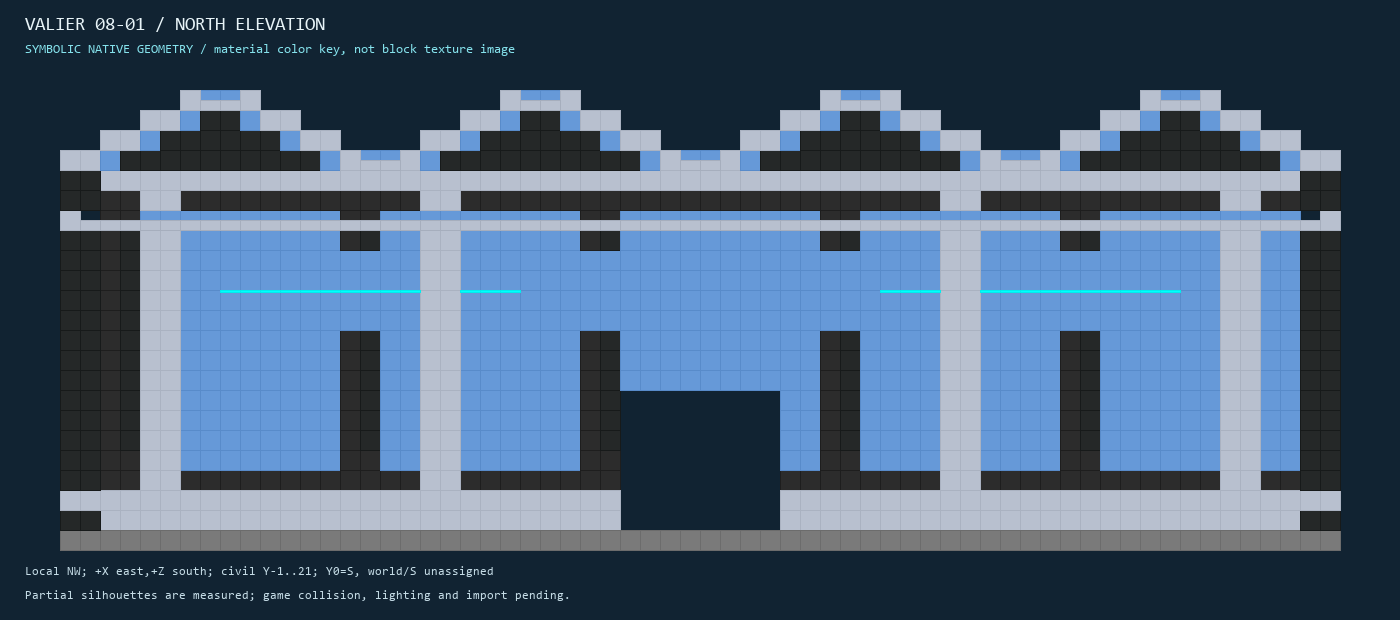 VALIER 08-01 / NORTH ELEVATION
SYMBOLIC NATIVE GEOMETRY / material color key, not block texture image
Local NW; +X east,+Z south; civil Y-1..21; Y0=S, world/S unassigned
Partial silhouettes are measured; game collision, lighting and import pending.